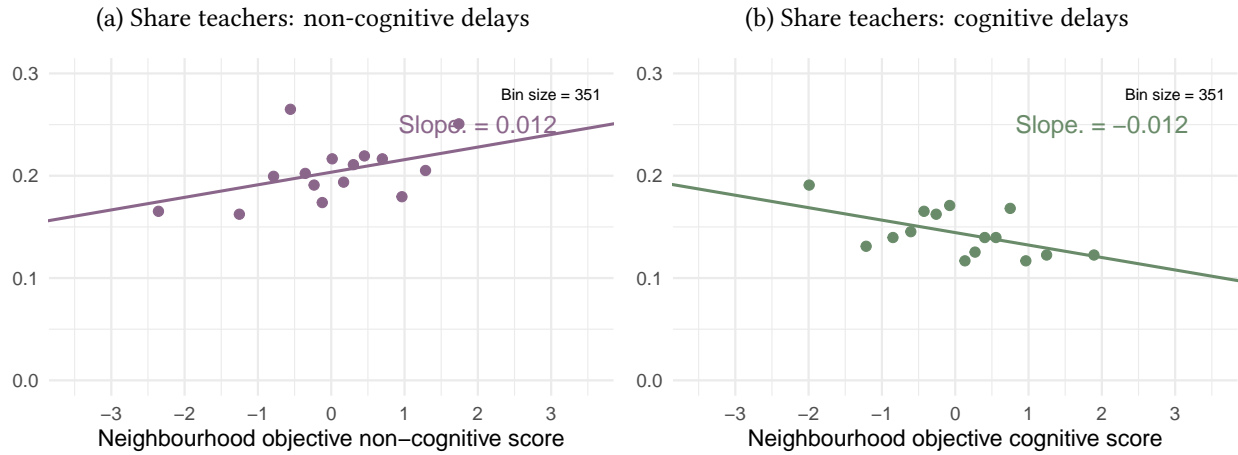 (a) Share teachers: non-cognitive delays
0.3
0.2
0.1
0.0
Bin size = 351
Slope. = 0.012
−3 −2 −1 0 1 2 3
Neighbourhood objective non−cognitive score
(b) Share teachers: cognitive delays
0.3
0.2
0.1
0.0
Bin size = 351
Slope. = −0.012
−3 −2 −1 0 1 2 3
Neighbourhood objective cognitive score